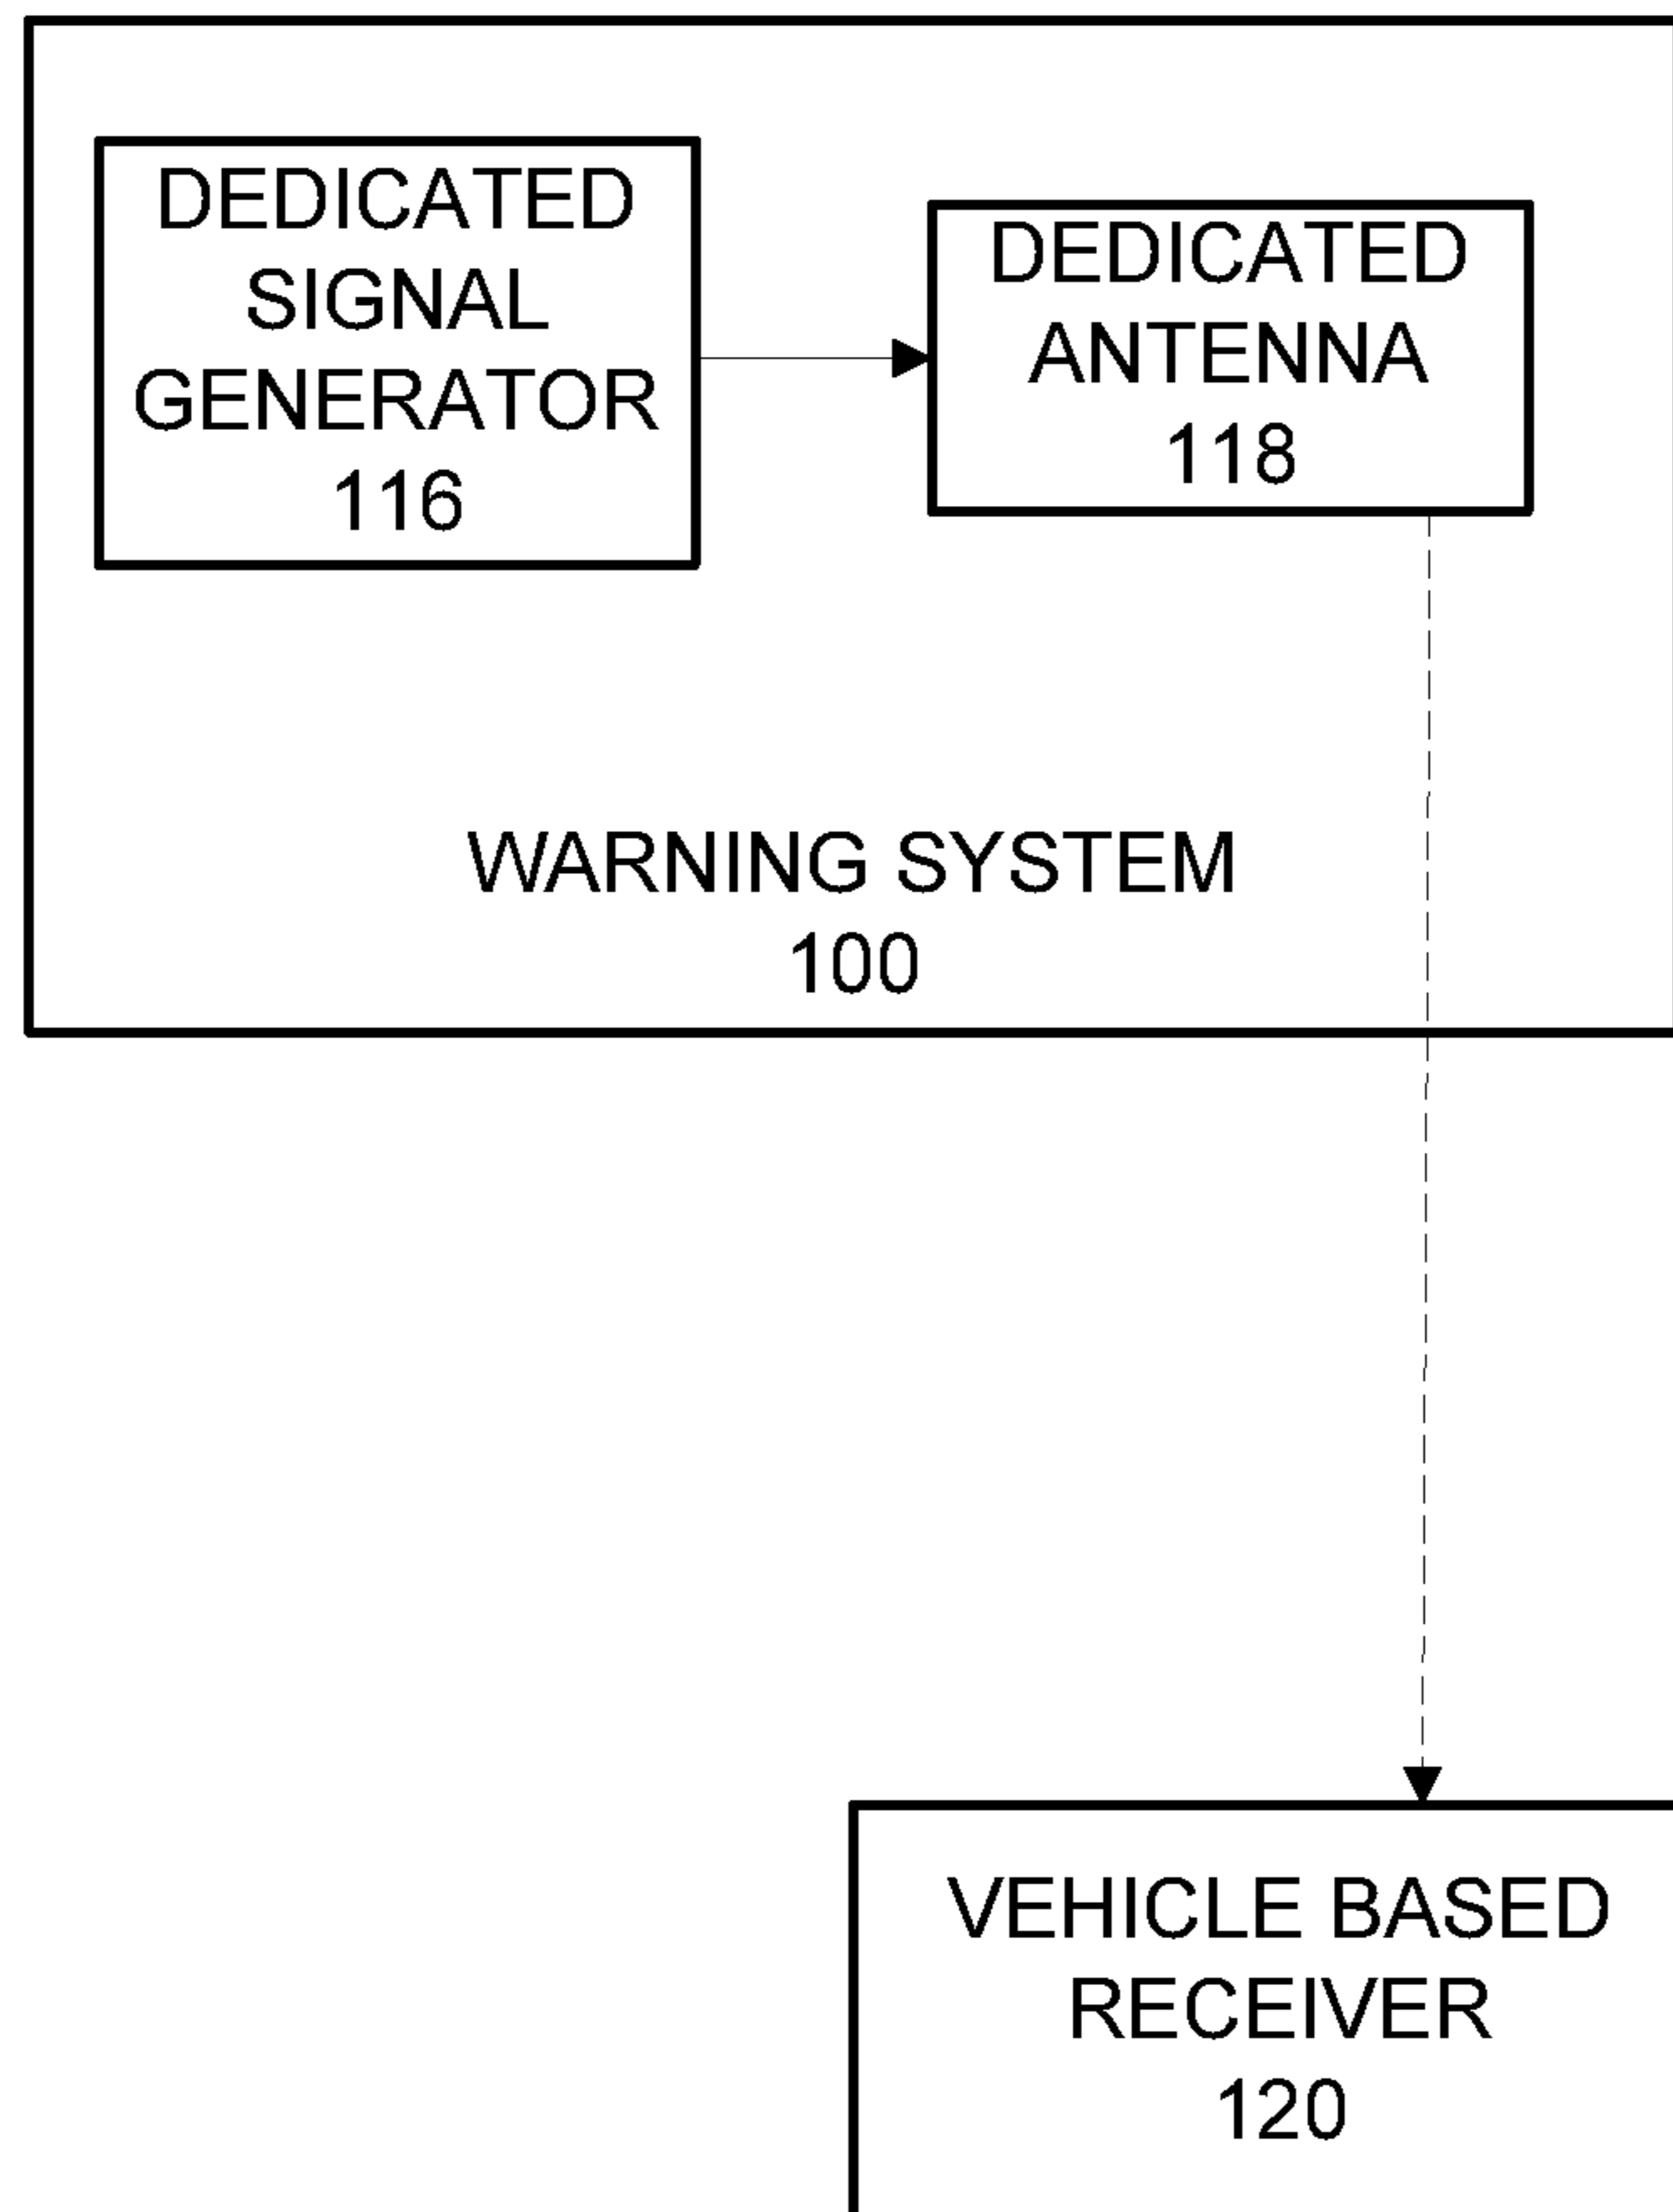 DEDICATED
SIGNAL
GENERATOR
116
DEDICATED
ANTENNA
118
WARNING SYSTEM
100
VEHICLE BASED
RECEIVER
120